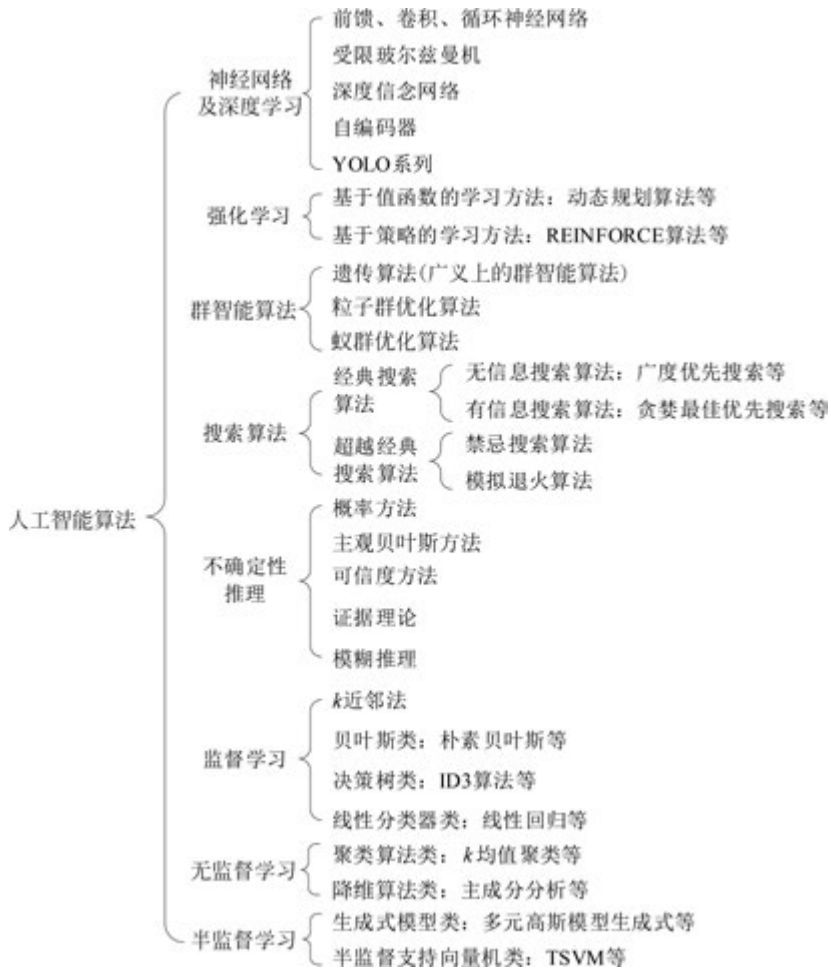 人工智能算法
神经网络
及深度学习
前馈、卷积、循环神经网络
受限玻尔兹曼机
深度信念网络
自编码器
YOLO系列
强化学习
基于值函数的学习方法：动态规划算法等
基于策略的学习方法：REINFORCE算法等
群智能算法
遗传算法(广义上的群智能算法)
粒子群优化算法
蚁群优化算法
搜索算法
经典搜索
算法
无信息搜索算法：广度优先搜索等
有信息搜索算法：贪婪最佳优先搜索等
超越经典
搜索算法
禁忌搜索算法
模拟退火算法
不确定性
推理
概率方法
主观贝叶斯方法
可信度方法
证据理论
模糊推理
监督学习
k近邻法
贝叶斯类：朴素贝叶斯等
决策树类：ID3算法等
线性分类器类：线性回归等
无监督学习
聚类算法类：k均值聚类等
降维算法类：主成分分析等
半监督学习
生成式模型类：多元高斯模型生成式等
半监督支持向量机类：TSVM等